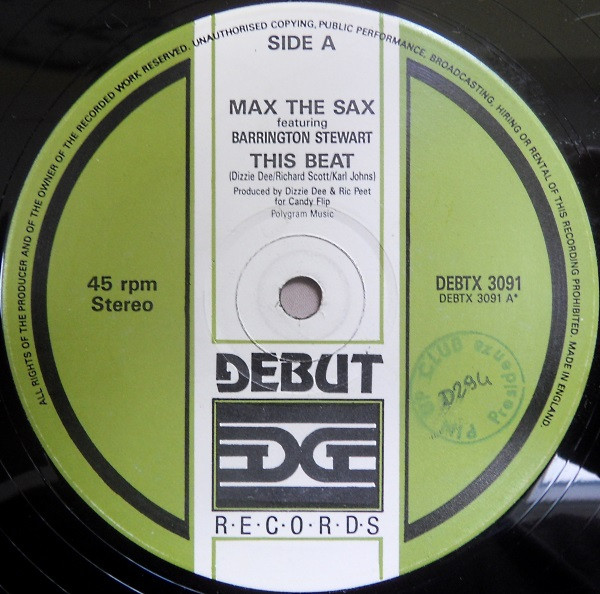 ALL RIGHTS OF THE PRODUCER AND OF THE OWNER OF THE RECORDED WORK RESERVED. UNAUTHORISED COPYING, PUBLIC PERFORMANCE, BROADCASTING, HIRING OR RENTAL OF THIS RECORDING PROHIBITED. MADE IN ENGLAND.
SIDE A
MAX THE SAX
featuring
BARRINGTON STEWART
THIS BEAT
(Dizzie Dee/Richard Scott/Karl Johns)
Produced by Dizzie Dee & Ric Peet
for Candy Flip
Polygram Music
45 rpm
Stereo
DEBTX 3091
DEBTX 3091 A*
CLUB
D294
DEBUT
EDGE
R·E·C·O·R·D·S